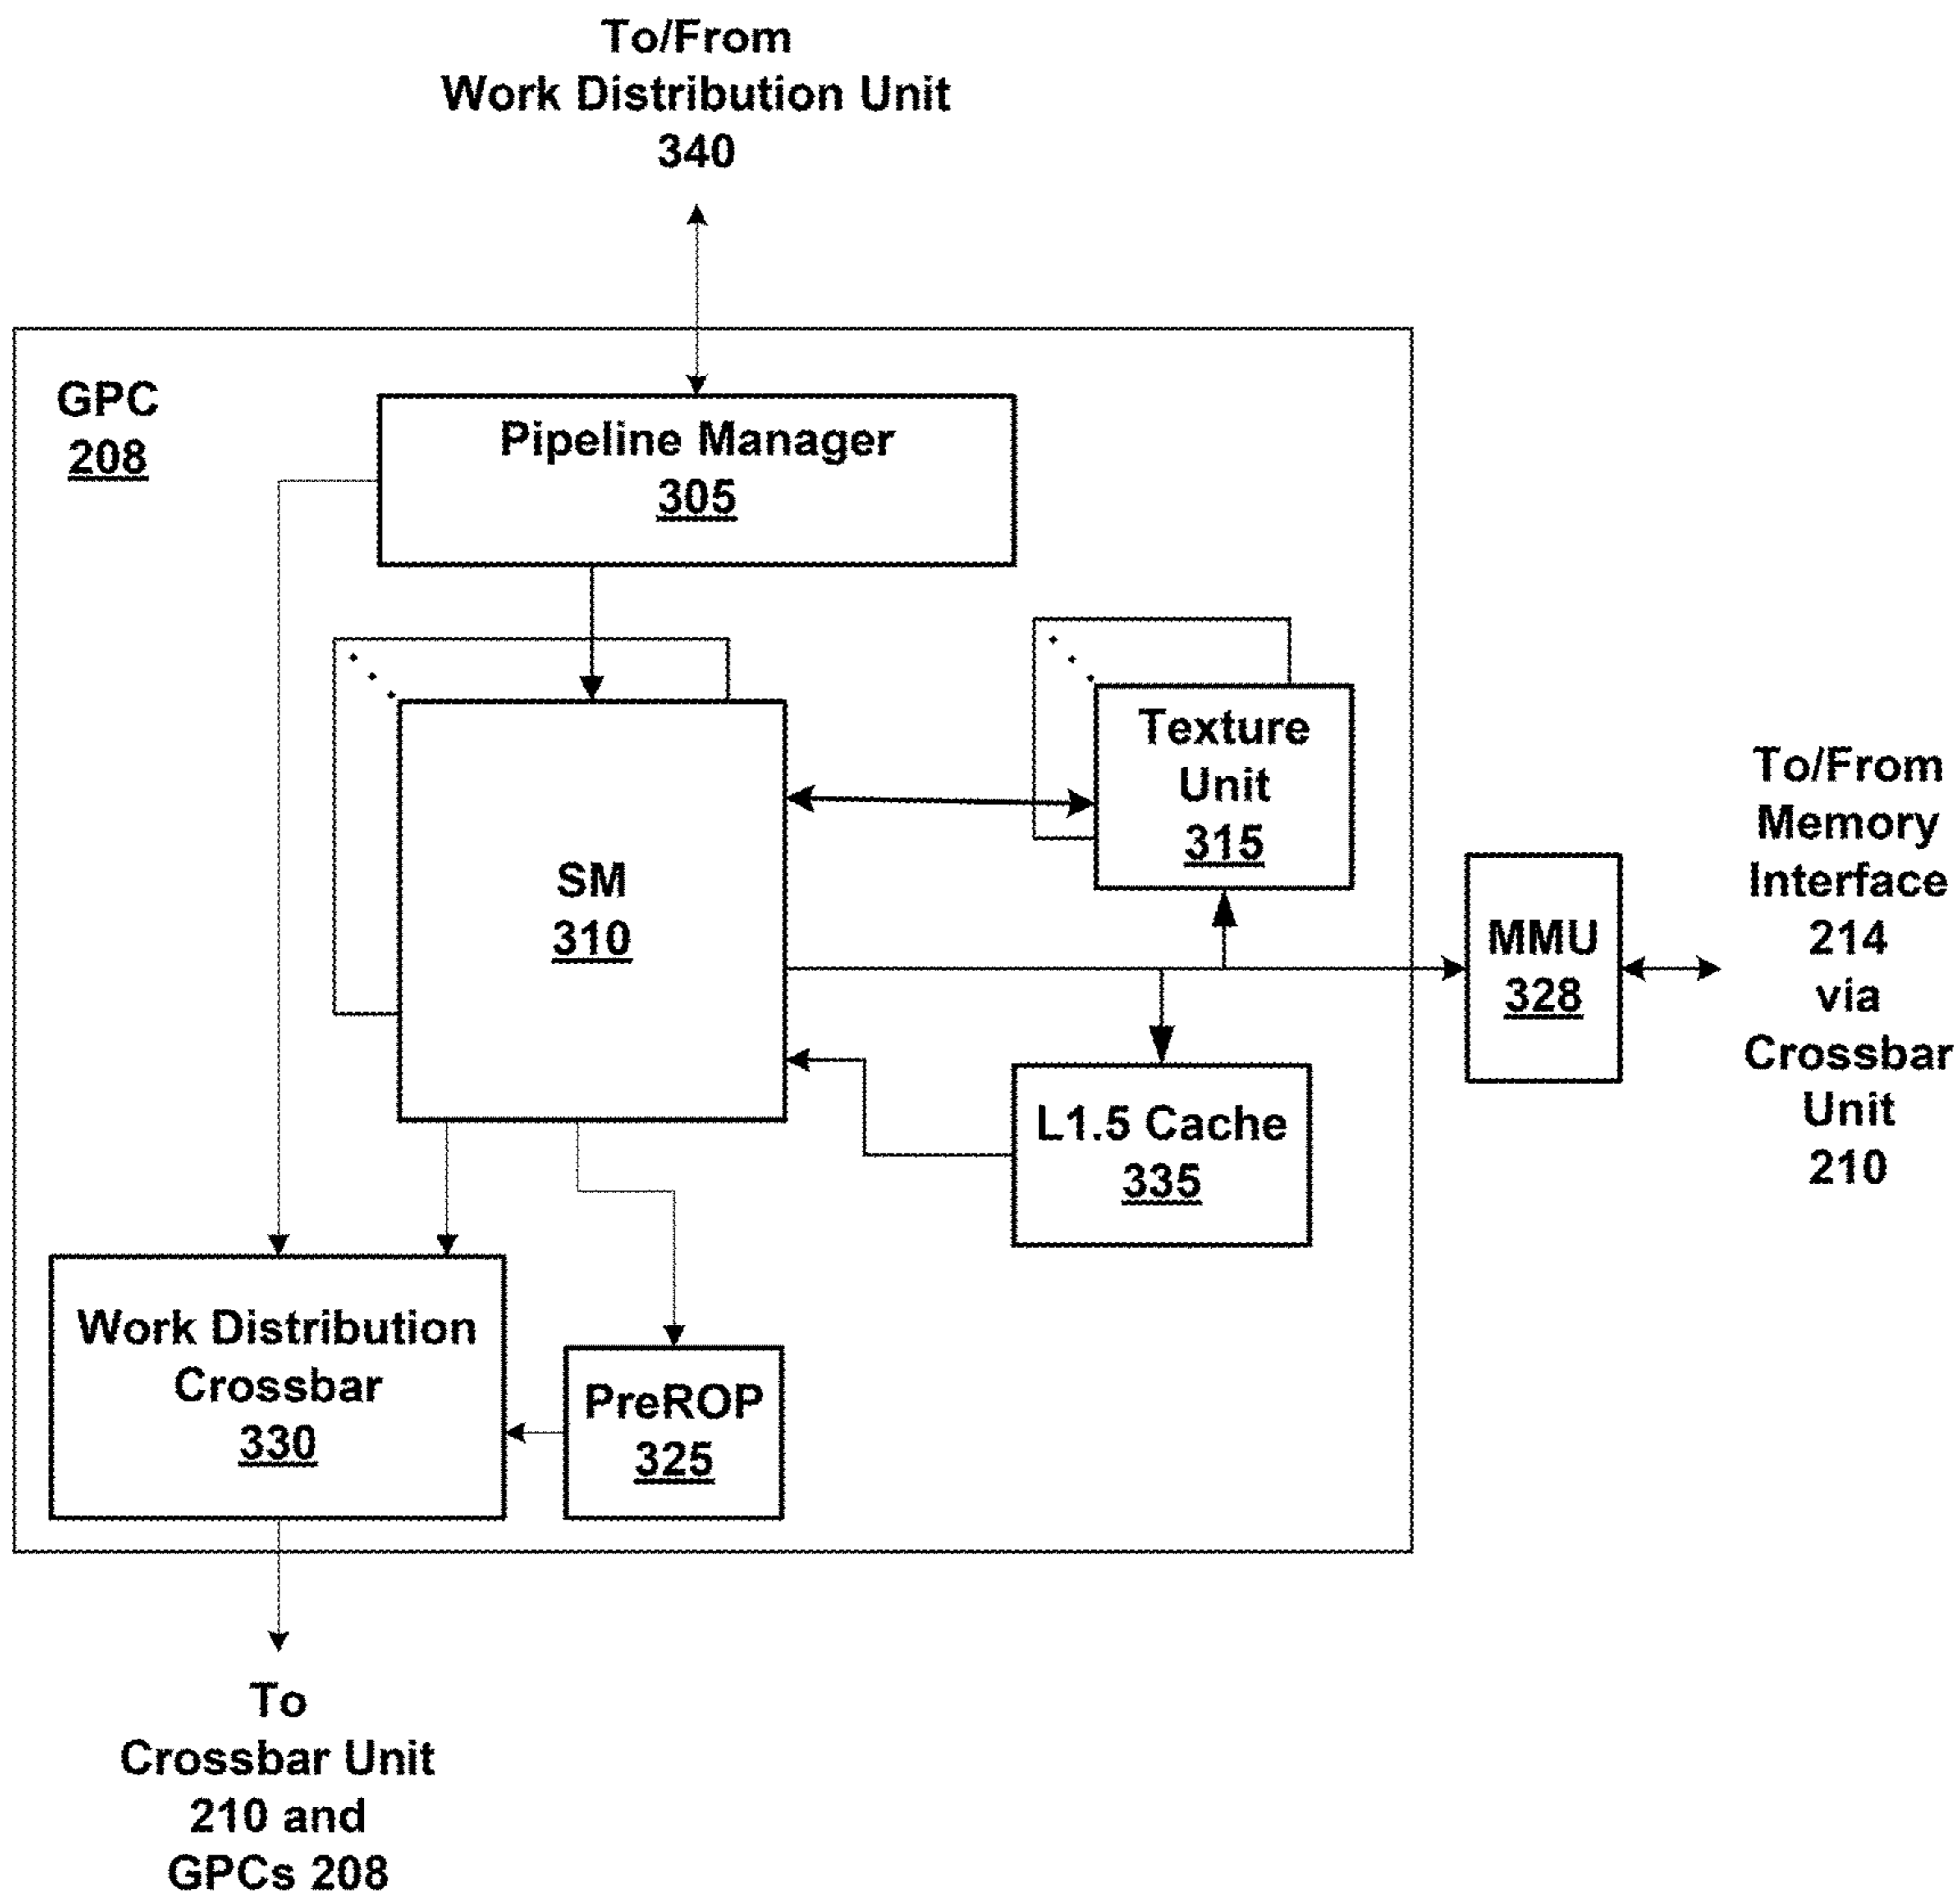 To/From
Work Distribution Unit
340
GPC
208
Pipeline Manager
305
Texture
Unit
315
SM
310
To/From
Memory
Interface
214
via
Crossbar
Unit
210
MMU
328
L1.5 Cache
335
Work Distribution
Crossbar
330
PreROP
325
To
Crossbar Unit
210 and
GPCs 208